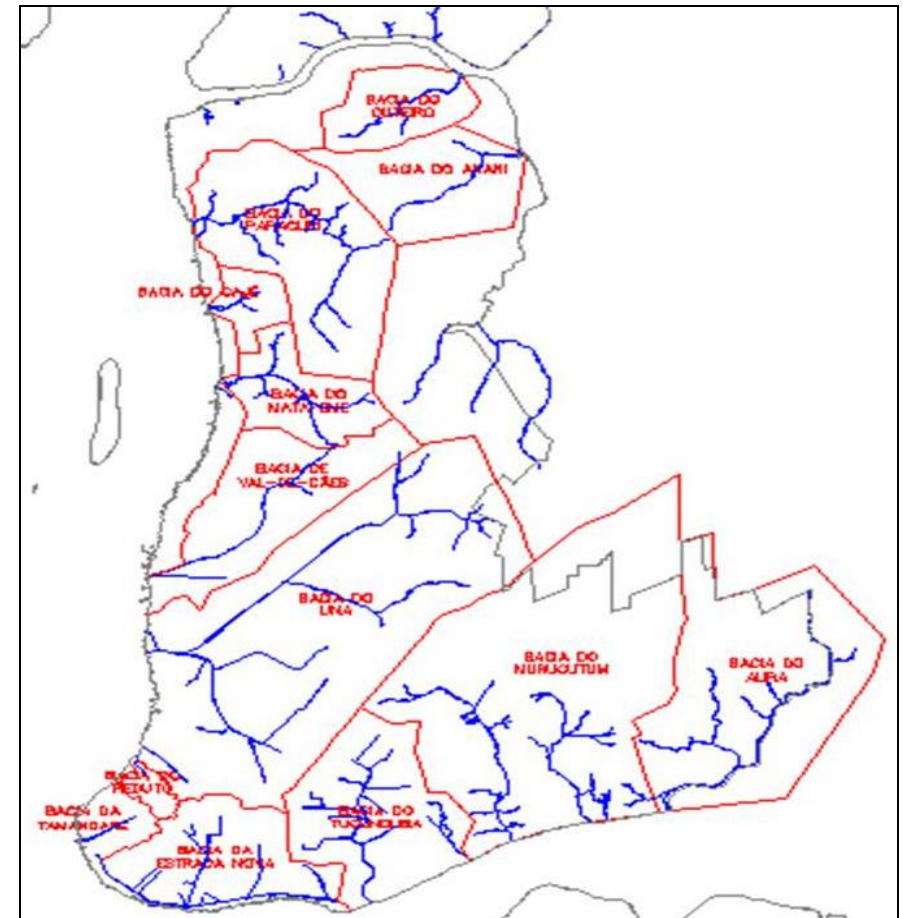 BACIA DO
OUTEIRO
BACIA DO ANANI
BACIA DO
PARACURI
BACIA DO CAJÉ
BACIA DO
MATA FOME
BACIA DE
VAL-DE-CÃES
BACIA DO
UNA
BACIA DO
MURUCUTUM
BACIA DO
AURA
BACIA DO
REDUTO
BACIA DA
TAMANDARÉ
BACIA DO
TUCUNDUBA
BACIA DA
ESTRADA NOVA